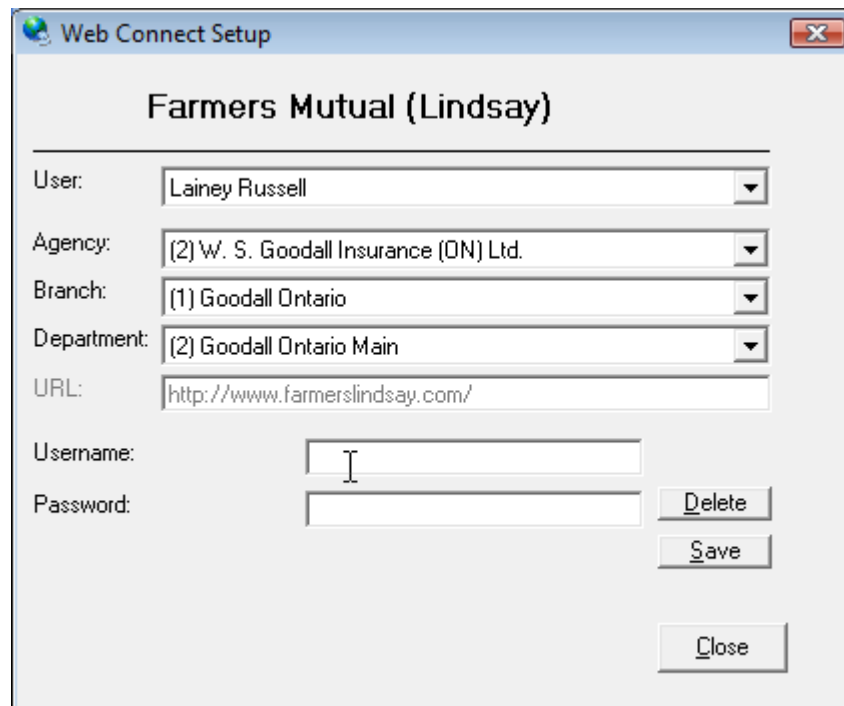 Web Connect Setup
Farmers Mutual (Lindsay)
User: Lainey Russell
Agency: (2) W. S. Goodall Insurance (ON) Ltd.
Branch: (1) Goodall Ontario
Department: (2) Goodall Ontario Main
URL: http://www.farmerslindsay.com/
Username:
Password: Delete
Save
Close